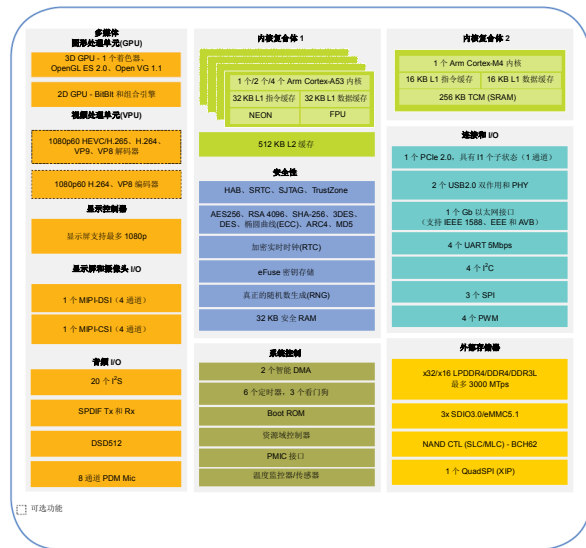 多媒体
图形处理单元(GPU)
3D GPU - 1 个着色器、
OpenGL ES 2.0、Open VG 1.1
2D GPU - BitBlt 和组合引擎
视频处理单元(VPU)
1080p60 HEVC/H.265、H.264、
VP9、VP8 解码器
1080p60 H.264、VP8 编码器
显示控制器
显示屏支持最多 1080p
显示屏和摄像头 I/O
1 个 MIPI-DSI（4 通道）
1 个 MIPI-CSI（4 通道）
音频 I/O
20 个 I²S
SPDIF Tx 和 Rx
DSD512
8 通道 PDM Mic
可选功能
内核复合体 1
1 个/2 个/4 个 Arm Cortex-A53 内核
32 KB L1 指令缓存
32 KB L1 数据缓存
NEON
FPU
512 KB L2 缓存
安全性
HAB、SRTC、SJTAG、TrustZone
AES256、RSA 4096、SHA-256、3DES、
DES、椭圆曲线(ECC)、ARC4、MD5
加密实时时钟(RTC)
eFuse 密钥存储
真正的随机数生成(RNG)
32 KB 安全 RAM
系统控制
2 个智能 DMA
6 个定时器，3 个看门狗
Boot ROM
资源域控制器
PMIC 接口
温度监控器/传感器
内核复合体 2
1 个 Arm Cortex-M4 内核
16 KB L1 指令缓存
16 KB L1 数据缓存
256 KB TCM (SRAM)
连接和 I/O
1 个 PCIe 2.0，具有 l1 个子状态（1 通道）
2 个 USB2.0 双作用和 PHY
1 个 Gb 以太网接口
（支持 IEEE 1588、EEE 和 AVB）
4 个 UART 5Mbps
4 个 I²C
3 个 SPI
4 个 PWM
外部存储器
x32/x16 LPDDR4/DDR4/DDR3L
最多 3000 MTps
3x SDIO3.0/eMMC5.1
NAND CTL (SLC/MLC) - BCH62
1 个 QuadSPI (XIP)